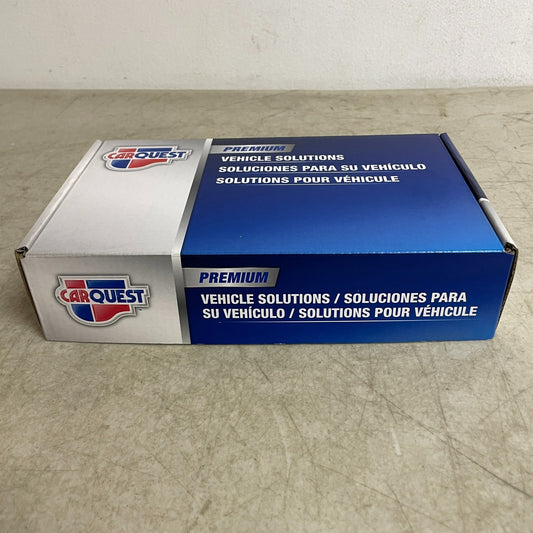 CARQUEST
PREMIUM
VEHICLE SOLUTIONS
SOLUCIONES PARA SU VEHÍCULO
SOLUTIONS POUR VÉHICULE
CARQUEST
PREMIUM
VEHICLE SOLUTIONS / SOLUCIONES PARA
SU VEHÍCULO / SOLUTIONS POUR VÉHICULE